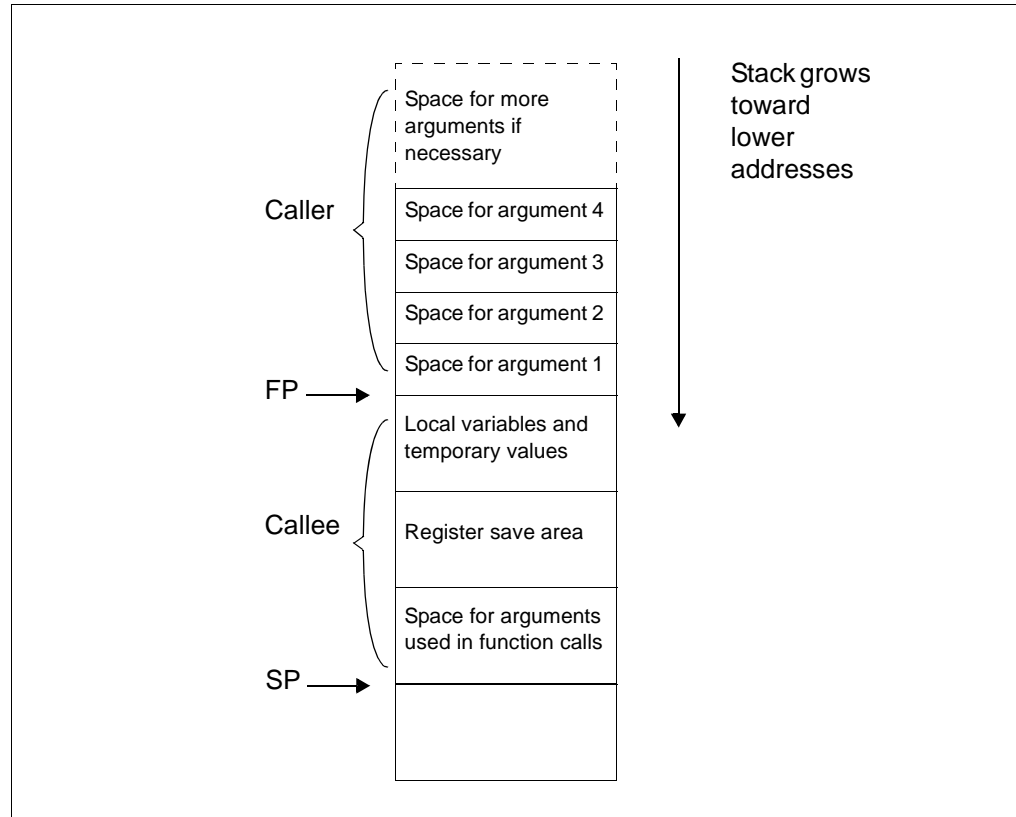 Stack grows
toward
lower
addresses
Space for more
arguments if
necessary
Caller
Space for argument 4
Space for argument 3
Space for argument 2
Space for argument 1
FP
Local variables and
temporary values
Callee
Register save area
Space for arguments
used in function calls
SP